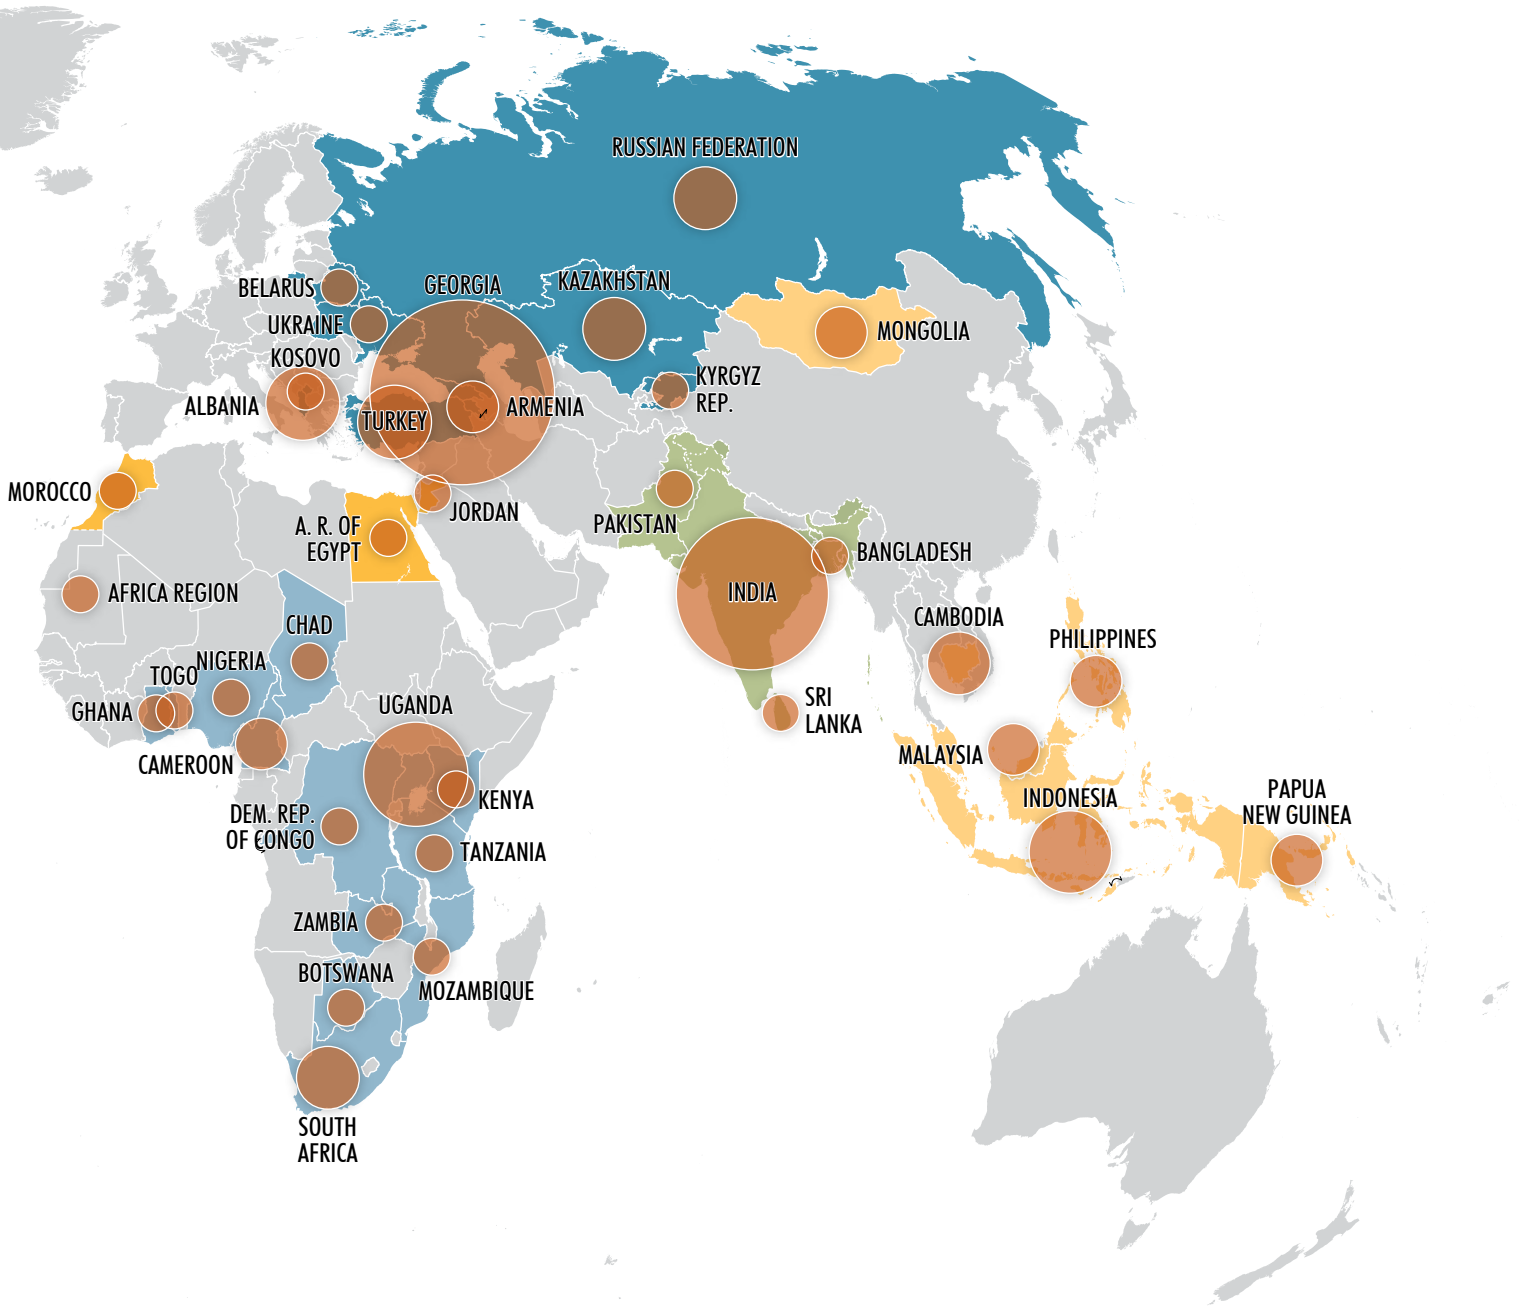 RUSSIAN FEDERATION
BELARUS
GEORGIA
KAZAKHSTAN
UKRAINE
MONGOLIA
KOSOVO
KYRGYZ
REP.
ALBANIA
TURKEY
ARMENIA
MOROCCO
JORDAN
A. R. OF
EGYPT
PAKISTAN
BANGLADESH
AFRICA REGION
INDIA
CHAD
CAMBODIA
PHILIPPINES
NIGERIA
TOGO
GHANA
UGANDA
SRI
LANKA
CAMEROON
MALAYSIA
KENYA
INDONESIA
PAPUA
NEW GUINEA
DEM. REP.
OF CONGO
TANZANIA
ZAMBIA
BOTSWANA
MOZAMBIQUE
SOUTH
AFRICA